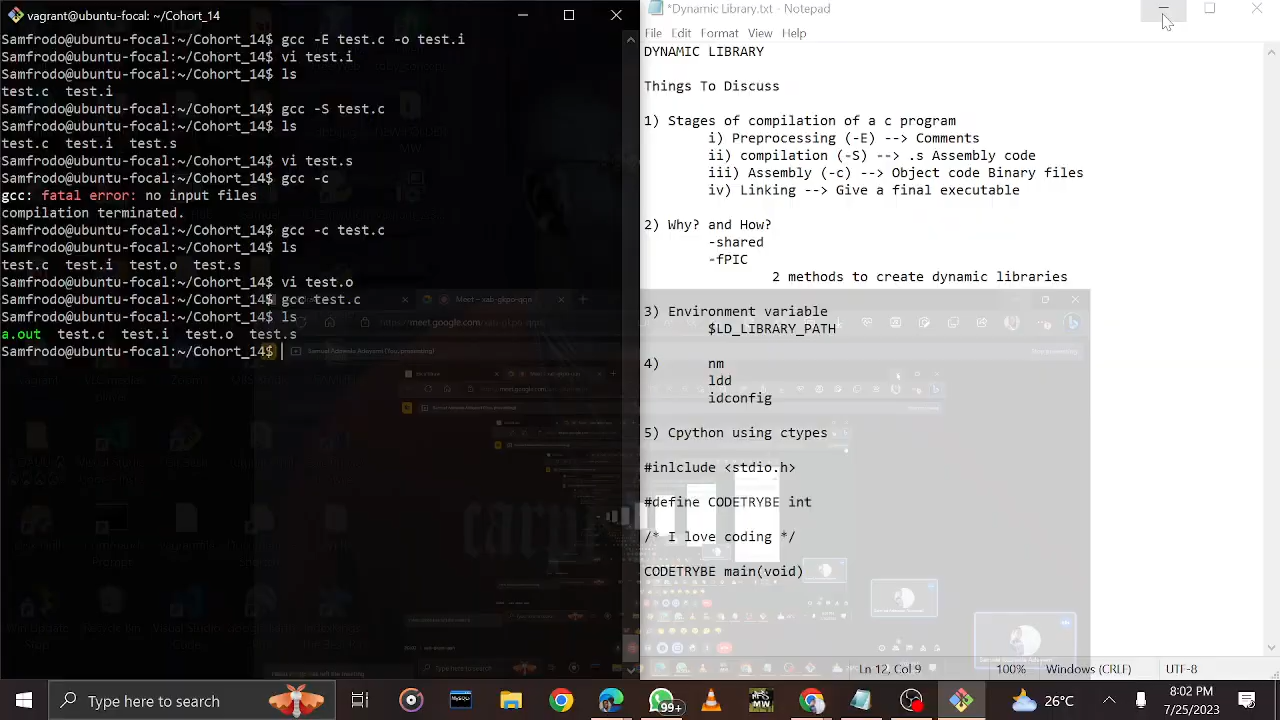 vagrant@ubuntu-focal: ~/Cohort_14
Samfrodo@ubuntu-focal:~/Cohort_14$ gcc -E test.c -o test.i
Samfrodo@ubuntu-focal:~/Cohort_14$ vi test.i
Samfrodo@ubuntu-focal:~/Cohort_14$ ls
test.c  test.i
Samfrodo@ubuntu-focal:~/Cohort_14$ gcc -S test.c
Samfrodo@ubuntu-focal:~/Cohort_14$ ls
test.c  test.i  test.s
Samfrodo@ubuntu-focal:~/Cohort_14$ vi test.s
Samfrodo@ubuntu-focal:~/Cohort_14$ gcc -c
gcc: fatal error: no input files
compilation terminated.
Samfrodo@ubuntu-focal:~/Cohort_14$ gcc -c test.c
Samfrodo@ubuntu-focal:~/Cohort_14$ ls
test.c  test.i  test.o  test.s
Samfrodo@ubuntu-focal:~/Cohort_14$ vi test.o
Samfrodo@ubuntu-focal:~/Cohort_14$ gcc test.c
Samfrodo@ubuntu-focal:~/Cohort_14$ ls
a.out  test.c  test.i  test.o  test.s
Samfrodo@ubuntu-focal:~/Cohort_14$
*Dynamic Library.txt - Notepad
File Edit Format View Help
DYNAMIC LIBRARY
Things To Discuss
1) Stages of compilation of a c program
i) Preprocessing (-E) --> Comments
ii) compilation (-S) --> .s Assembly code
iii) Assembly (-c) --> Object code Binary files
iv) Linking --> Give a final executable
2) Why? and How?
-shared
-fPIC
2 methods to create dynamic libraries
3) Environment variable
$LD_LIBRARY_PATH
4) nm
ldd
idconfig
5) Cpython using ctypes
#inlclude <stdio.h>
#define CODETRYBE int
/* I love coding */
CODETRYBE main(void)
Ln 12, Col 9
100%
Windows (CRLF)
UTF-8
Type here to search
99+
26°C
8:02 PM
7/25/2023